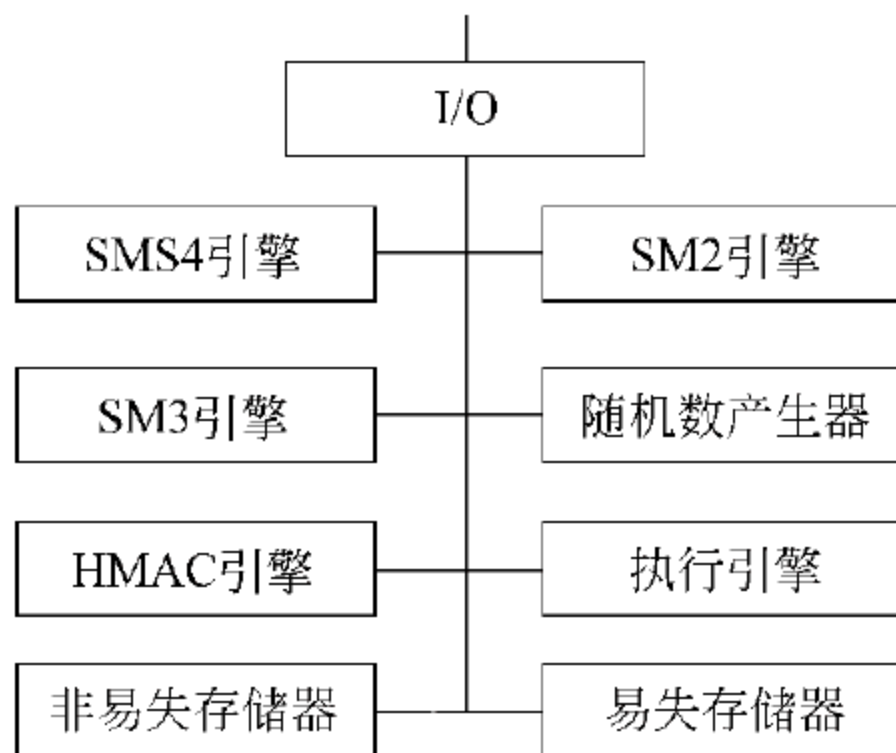 I/O
SMS4引擎
SM2引擎
SM3引擎
随机数产生器
HMAC引擎
执行引擎
非易失存储器
易失存储器